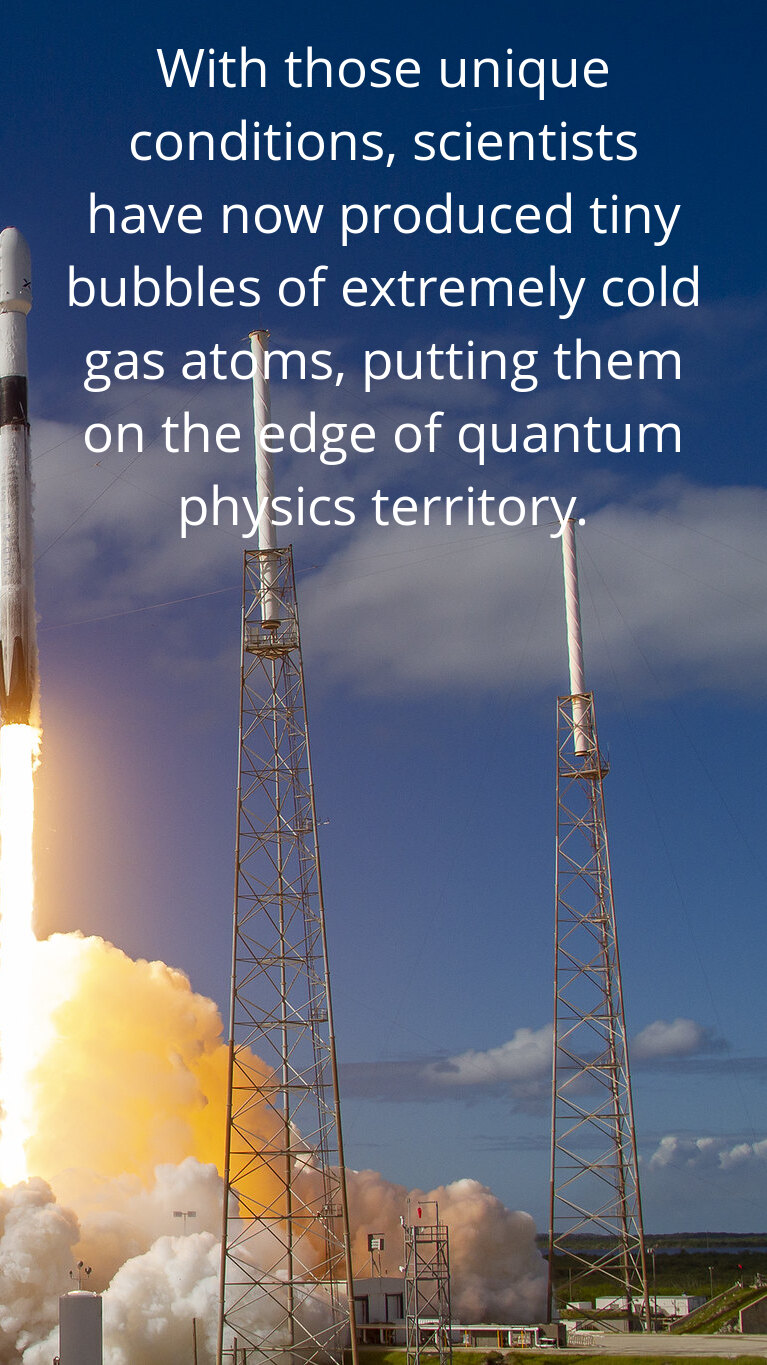 With those unique
conditions, scientists
have now produced tiny
bubbles of extremely cold
gas atoms, putting them
on the edge of quantum
physics territory.